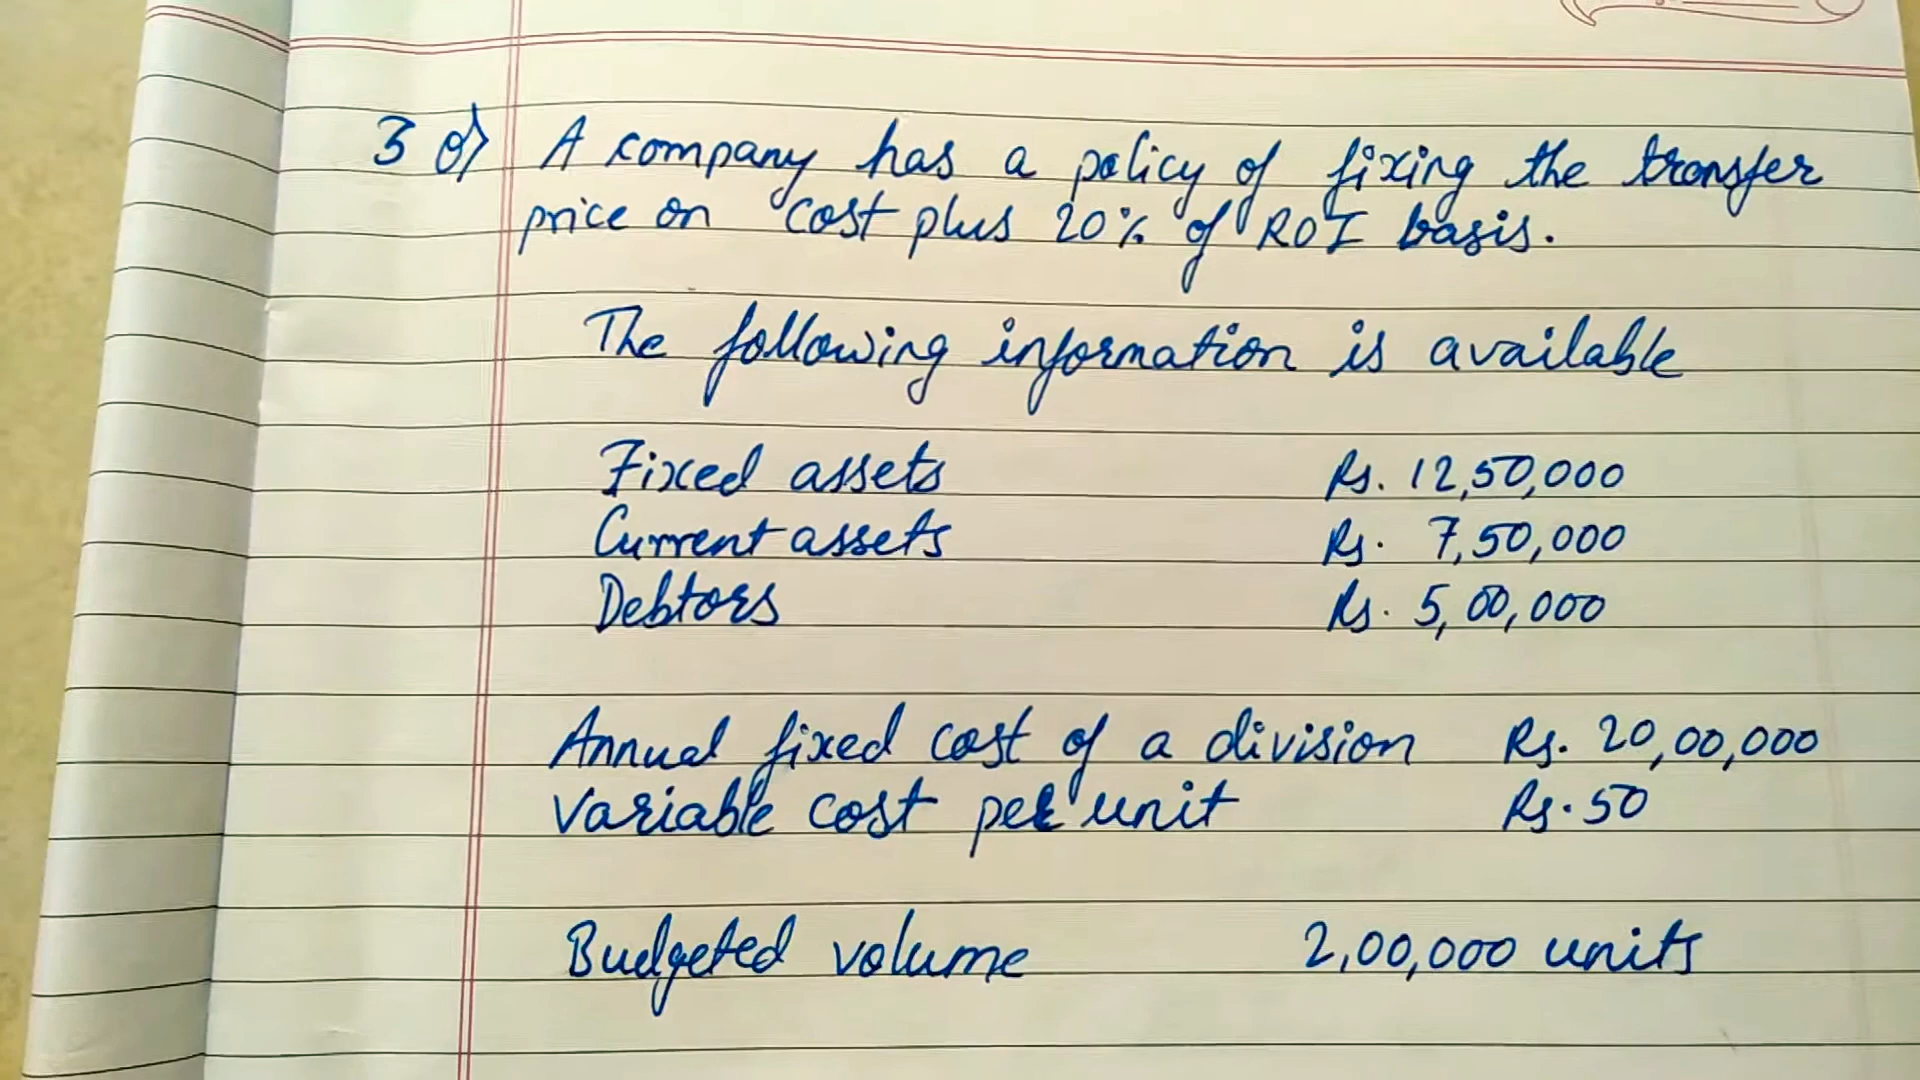 3 a) A company has a policy of fixing the transfer
price on cost plus 20% of ROI basis.
The following information is available
Fixed assets Rs. 12,50,000
Current assets Rs. 7,50,000
Debtors Rs. 5,00,000
Annual fixed cost of a division Rs. 20,00,000
Variable cost per unit Rs. 50
Budgeted volume 2,00,000 units